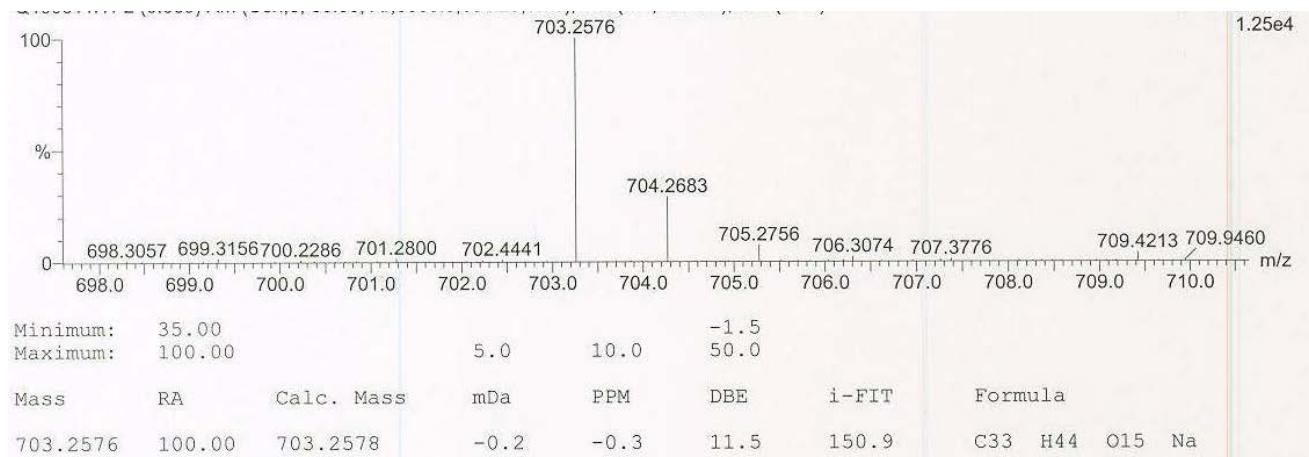 1.25e4
703.2576
100
%
704.2683
705.2756
698.3057 699.3156 700.2286 701.2800 702.4441 706.3074 707.3776 709.4213 709.9460
0
m/z
698.0 699.0 700.0 701.0 702.0 703.0 704.0 705.0 706.0 707.0 708.0 709.0 710.0
Minimum: 35.00 -1.5
Maximum: 100.00 5.0 10.0 50.0
Mass RA Calc. Mass mDa PPM DBE i-FIT Formula
703.2576 100.00 703.2578 -0.2 -0.3 11.5 150.9 C33 H44 O15 Na